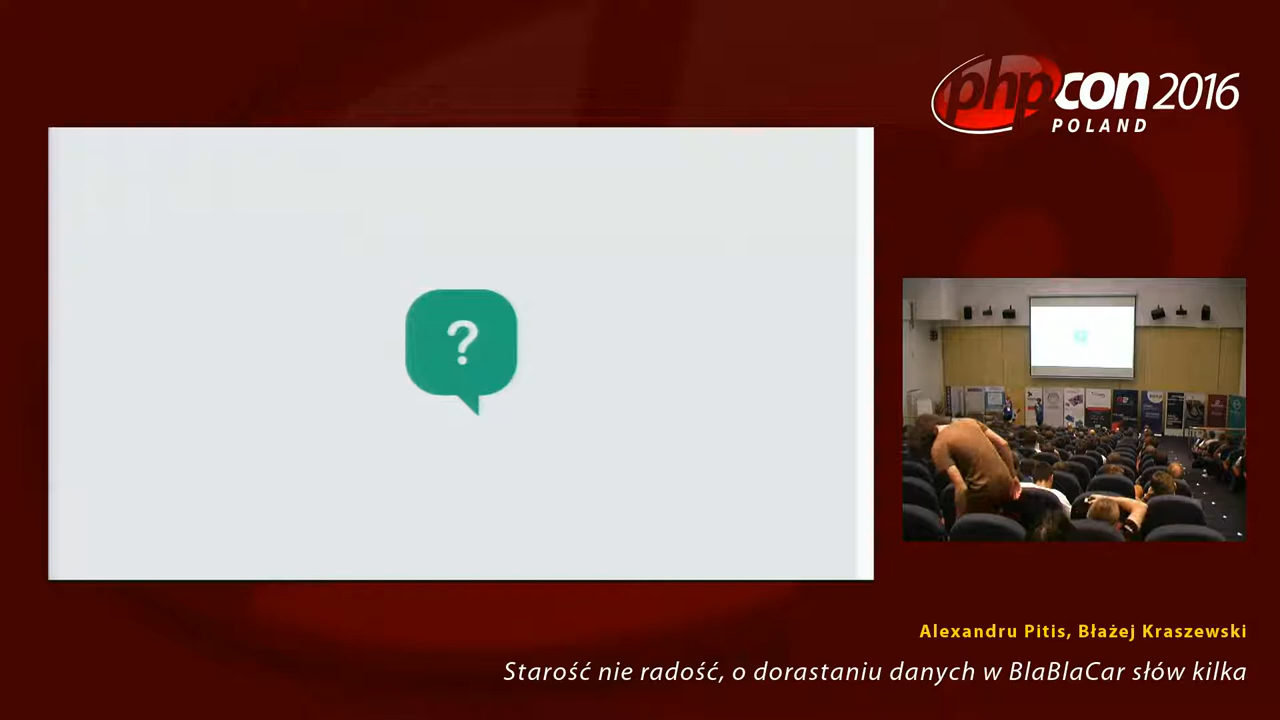 phpcon 2016
POLAND
?
Alexandru Pitis, Błażej Kraszewski
Starość nie radość, o dorastaniu danych w BlaBlaCar słów kilka